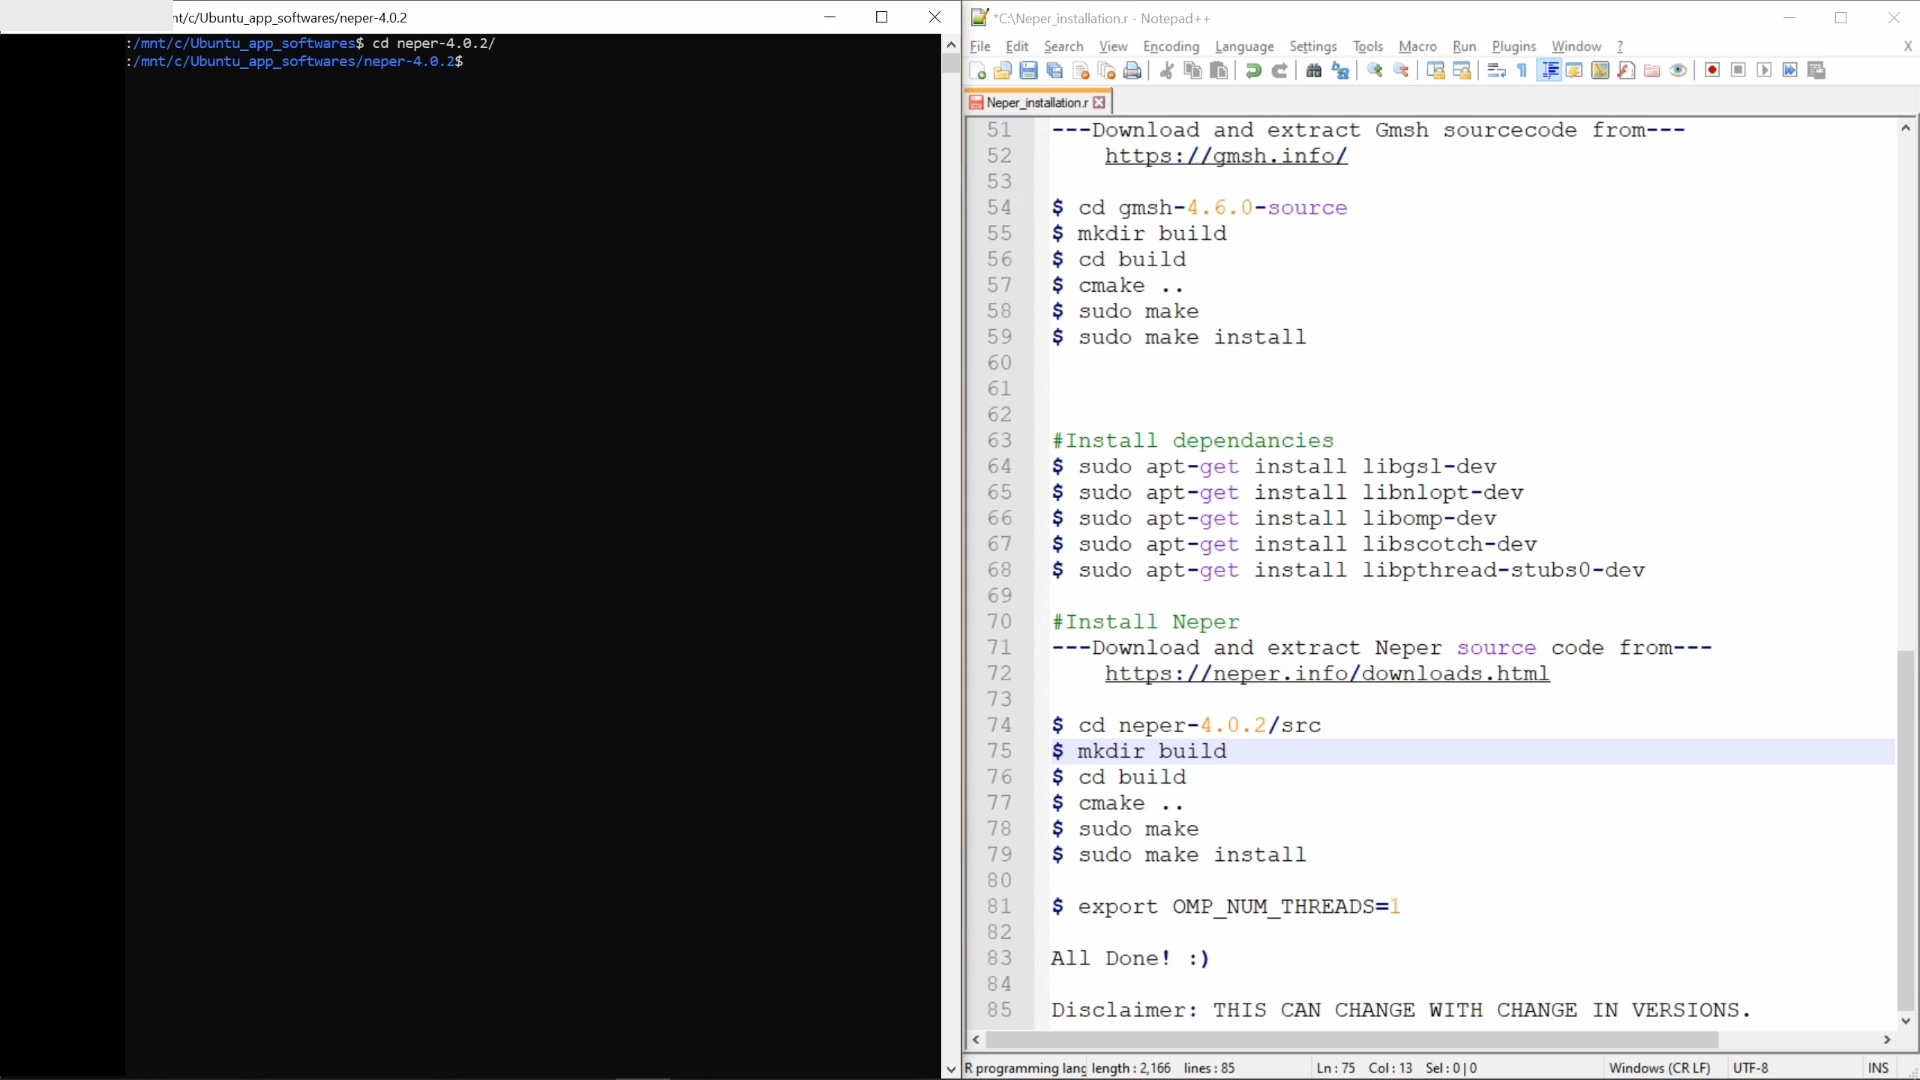 nt/c/Ubuntu_app_softwares/neper-4.0.2
:/mnt/c/Ubuntu_app_softwares$ cd neper-4.0.2/
:/mnt/c/Ubuntu_app_softwares/neper-4.0.2$
*C:\Neper_installation.r - Notepad++
File Edit Search View Encoding Language Settings Tools Macro Run Plugins Window ? X
Neper_installation.r
51 ---Download and extract Gmsh sourcecode from---
52 https://gmsh.info/
53
54 $ cd gmsh-4.6.0-source
55 $ mkdir build
56 $ cd build
57 $ cmake ..
58 $ sudo make
59 $ sudo make install
60
61
62
63 #Install dependancies
64 $ sudo apt-get install libgsl-dev
65 $ sudo apt-get install libnlopt-dev
66 $ sudo apt-get install libomp-dev
67 $ sudo apt-get install libscotch-dev
68 $ sudo apt-get install libpthread-stubs0-dev
69
70 #Install Neper
71 ---Download and extract Neper source code from---
72 https://neper.info/downloads.html
73
74 $ cd neper-4.0.2/src
75 $ mkdir build
76 $ cd build
77 $ cmake ..
78 $ sudo make
79 $ sudo make install
80
81 $ export OMP_NUM_THREADS=1
82
83 All Done! :)
84
85 Disclaimer: THIS CAN CHANGE WITH CHANGE IN VERSIONS.
R programming lang length : 2,166 lines : 85 Ln : 75 Col : 13 Sel : 0 | 0 Windows (CR LF) UTF-8 INS